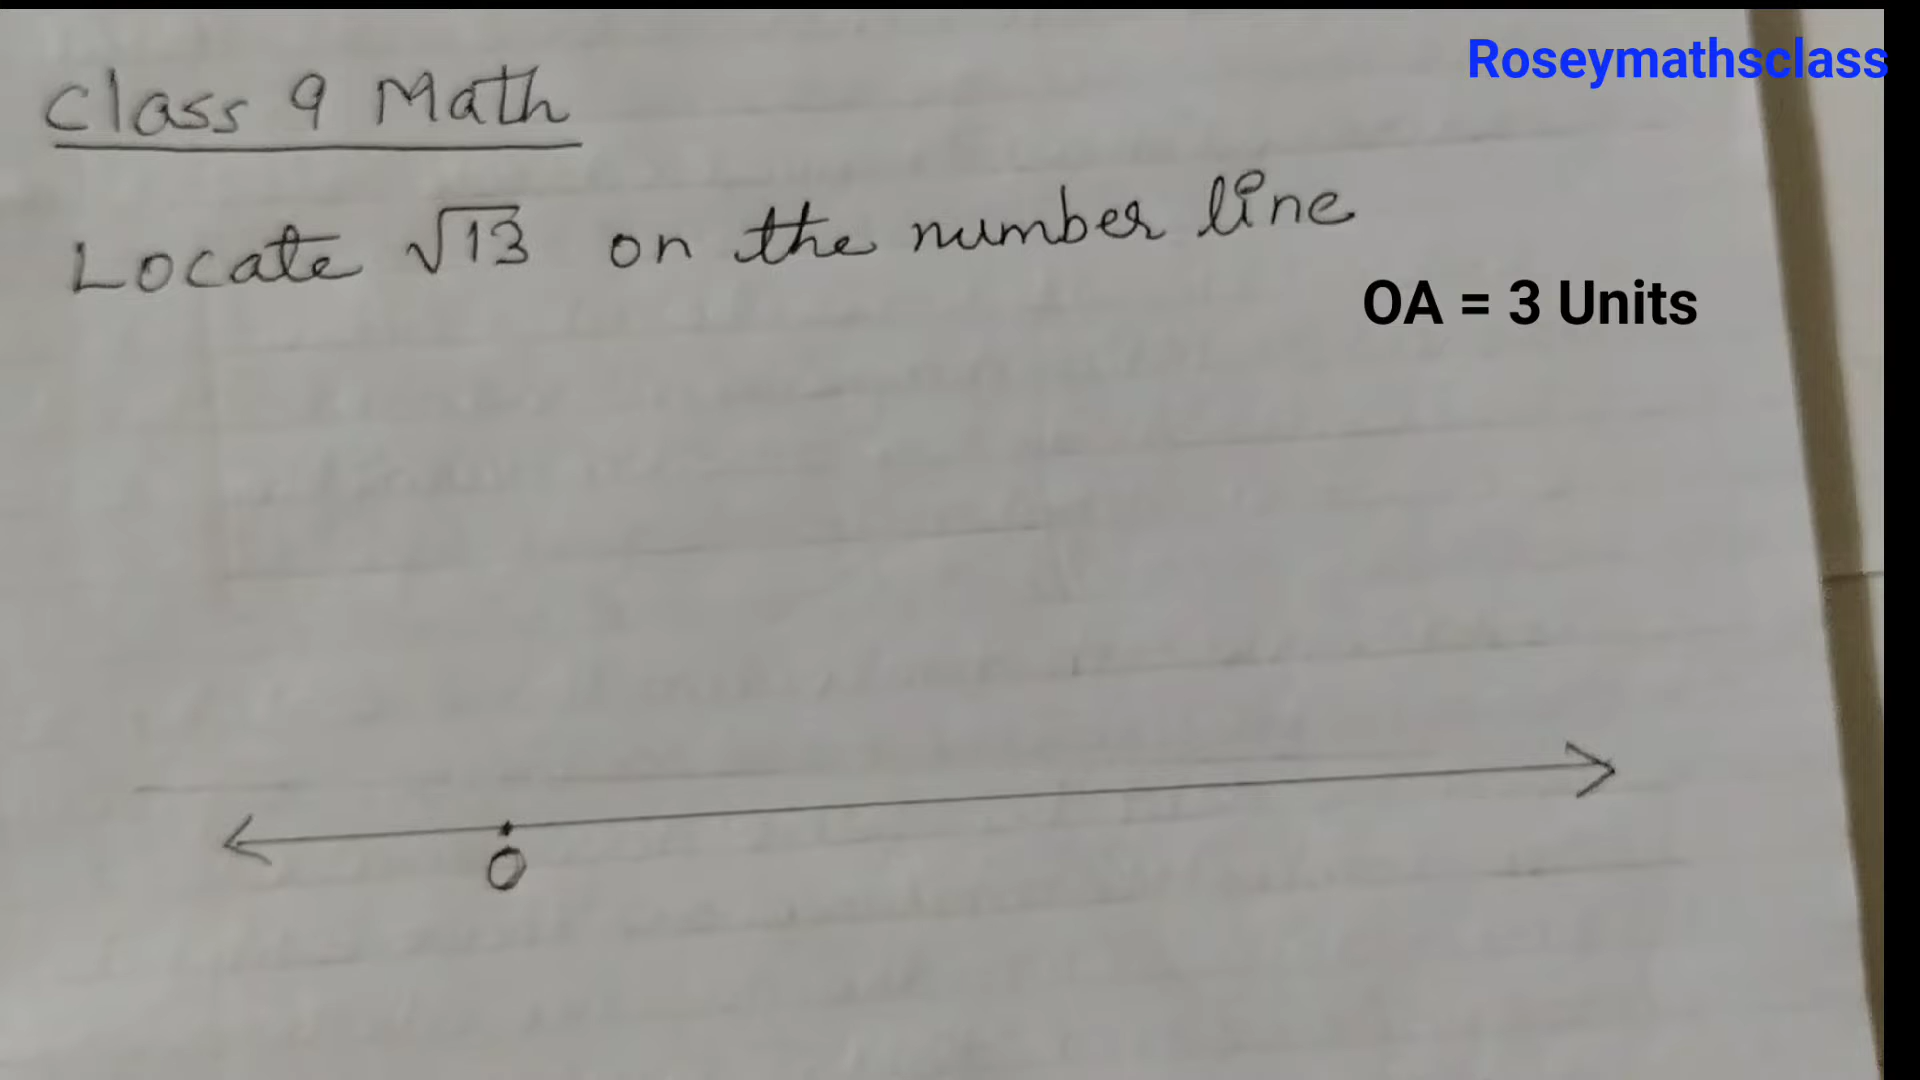 Roseymathsclass
Class 9 Math
Locate √13 on the number line
OA = 3 Units
O